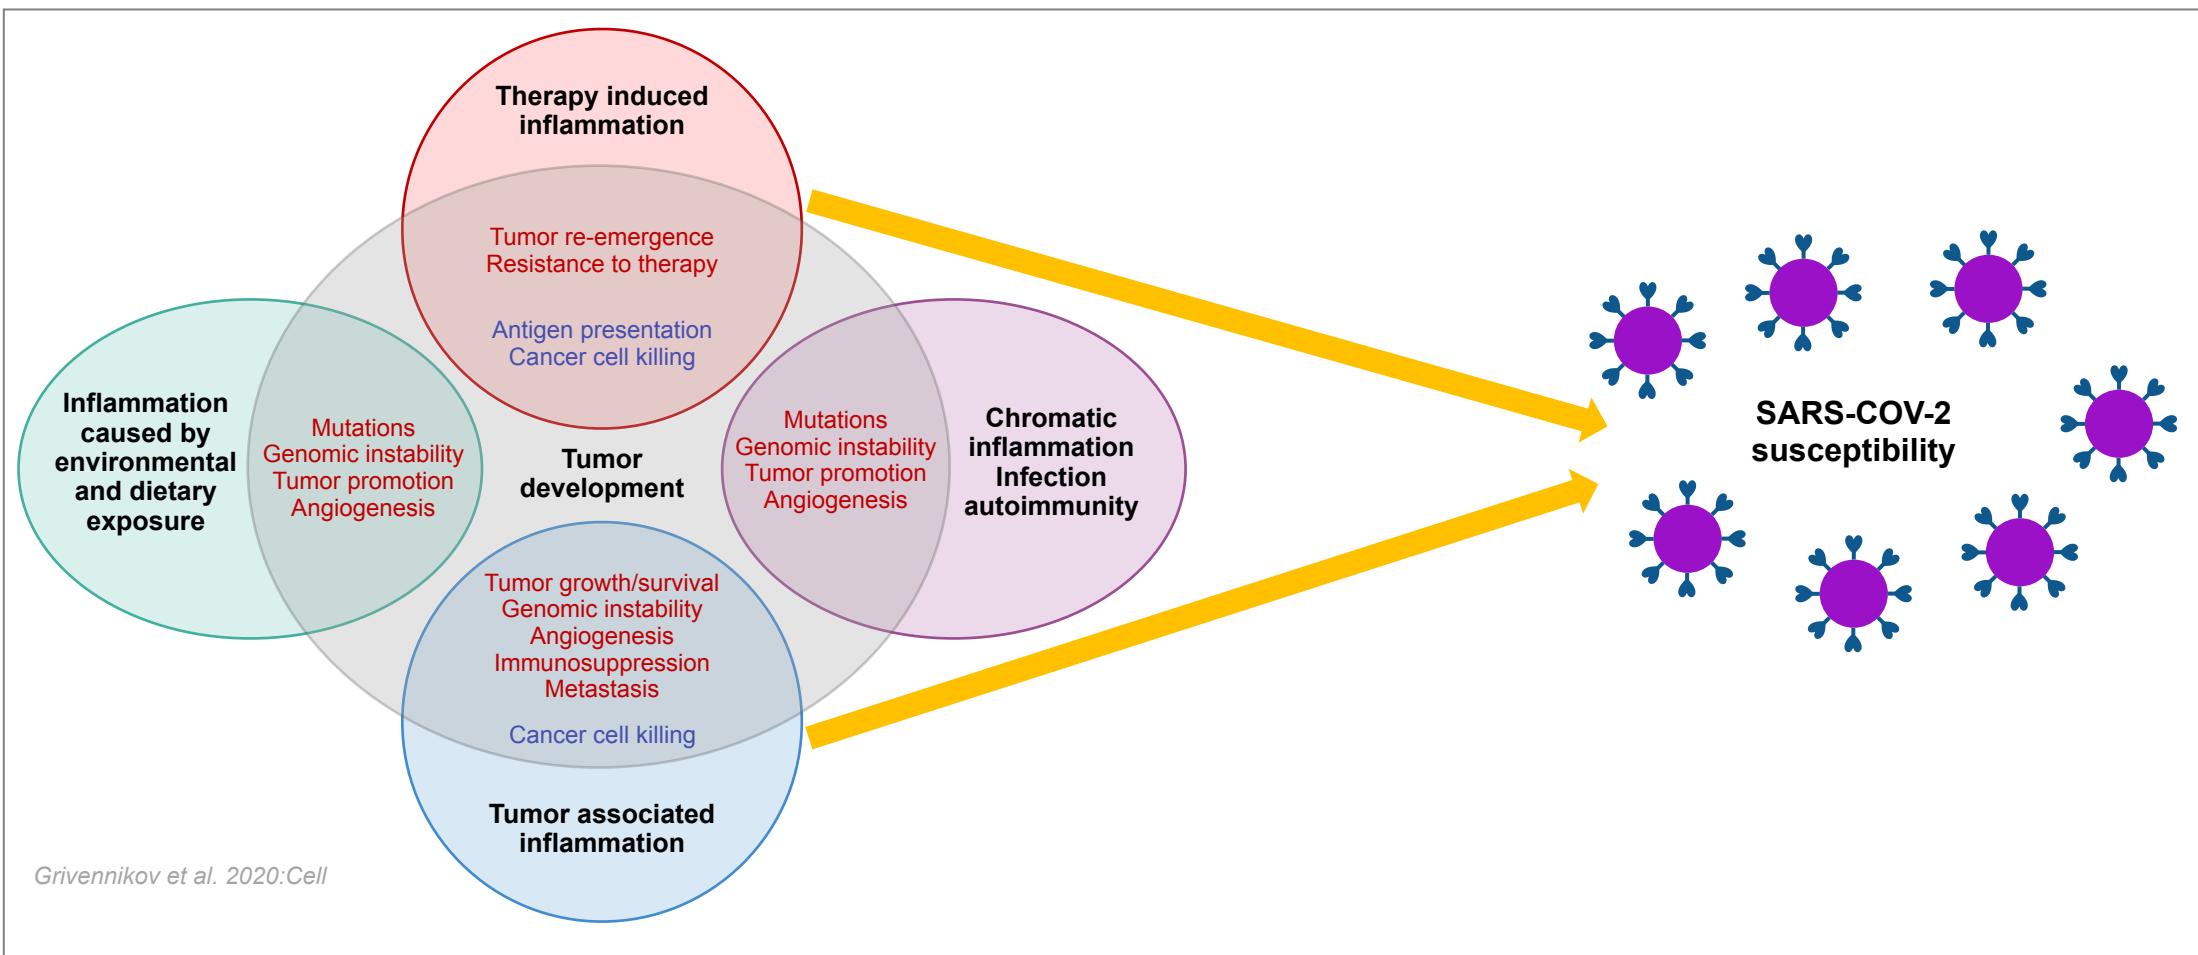 Therapy induced
inflammation
Tumor re-emergence
Resistance to therapy
Antigen presentation
Cancer cell killing
Inflammation
caused by
environmental
and dietary
exposure
Mutations
Genomic instability
Tumor promotion
Angiogenesis
Tumor
development
Mutations
Genomic instability
Tumor promotion
Angiogenesis
Chromatic
inflammation
Infection
autoimmunity
Tumor growth/survival
Genomic instability
Angiogenesis
Immunosuppression
Metastasis
Cancer cell killing
Tumor associated
inflammation
SARS-COV-2
susceptibility
Grivennikov et al. 2020:Cell